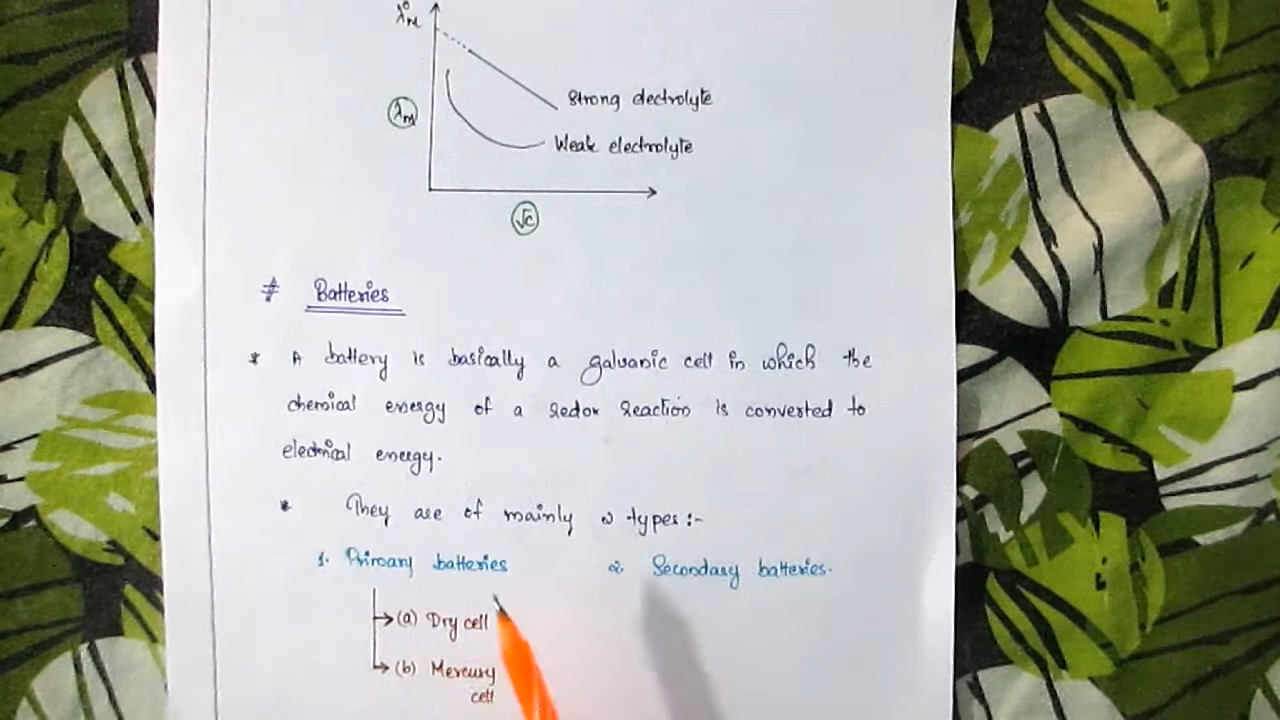 λ°m
Strong electrolyte
λm
Weak electrolyte
√c
# Batteries
* A battery is basically a galvanic cell in which the
chemical energy of a redox reaction is converted to
electrical energy.
* They are of mainly 2 types :-
1. Primary batteries
2. Secondary batteries.
(a) Dry cell
(b) Mercury
cell